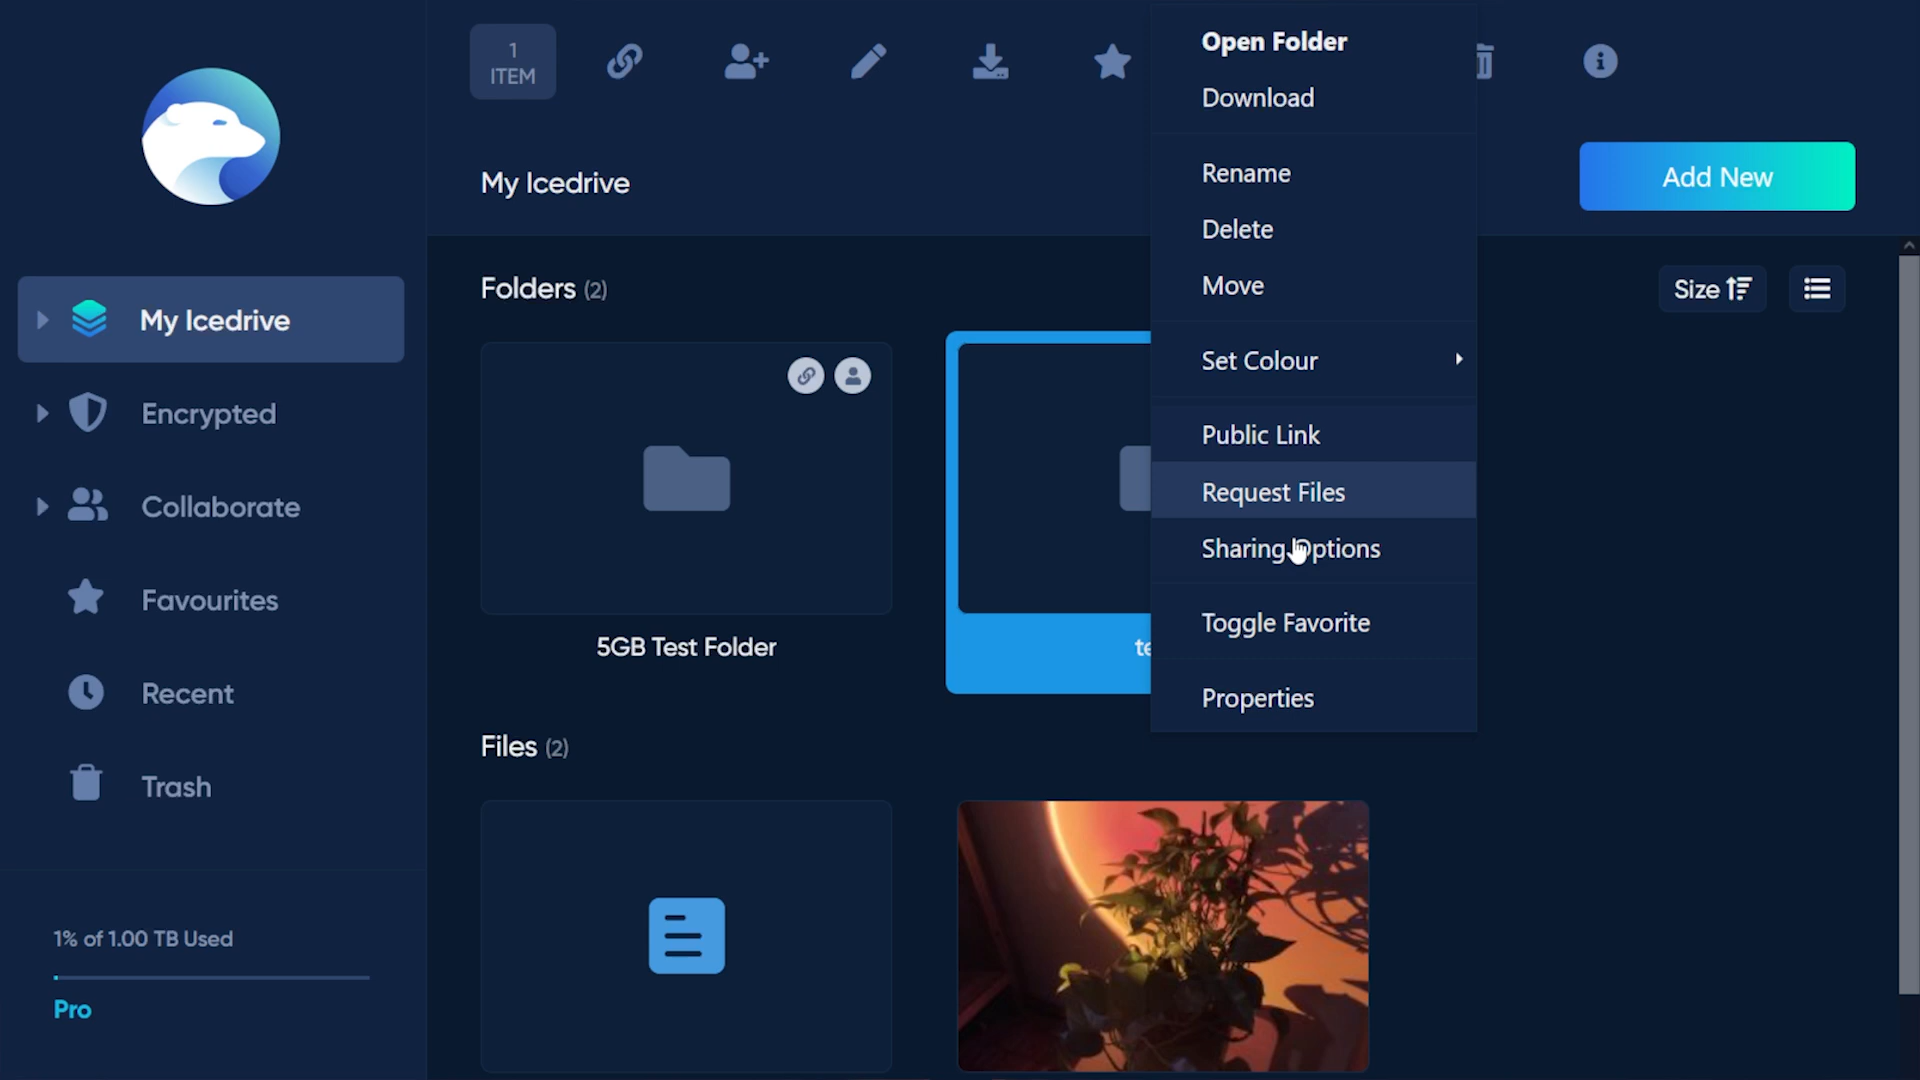 1
ITEM
My Icedrive
Add New
My Icedrive
Encrypted
Collaborate
Favourites
Recent
Trash
1% of 1.00 TB Used
Pro
Folders (2)
Size
5GB Test Folder
Files (2)
Open Folder
Download
Rename
Delete
Move
Set Colour
Public Link
Request Files
Sharing Options
Toggle Favorite
Properties